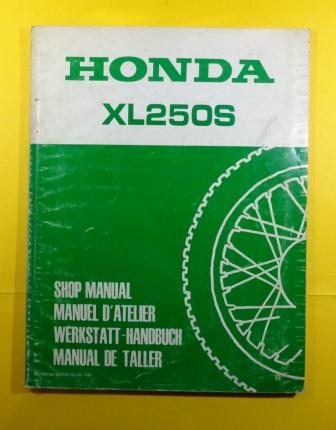 HONDA
XL250S
SHOP MANUAL
MANUEL D'ATELIER
WERKSTATT-HANDBUCH
MANUAL DE TALLER